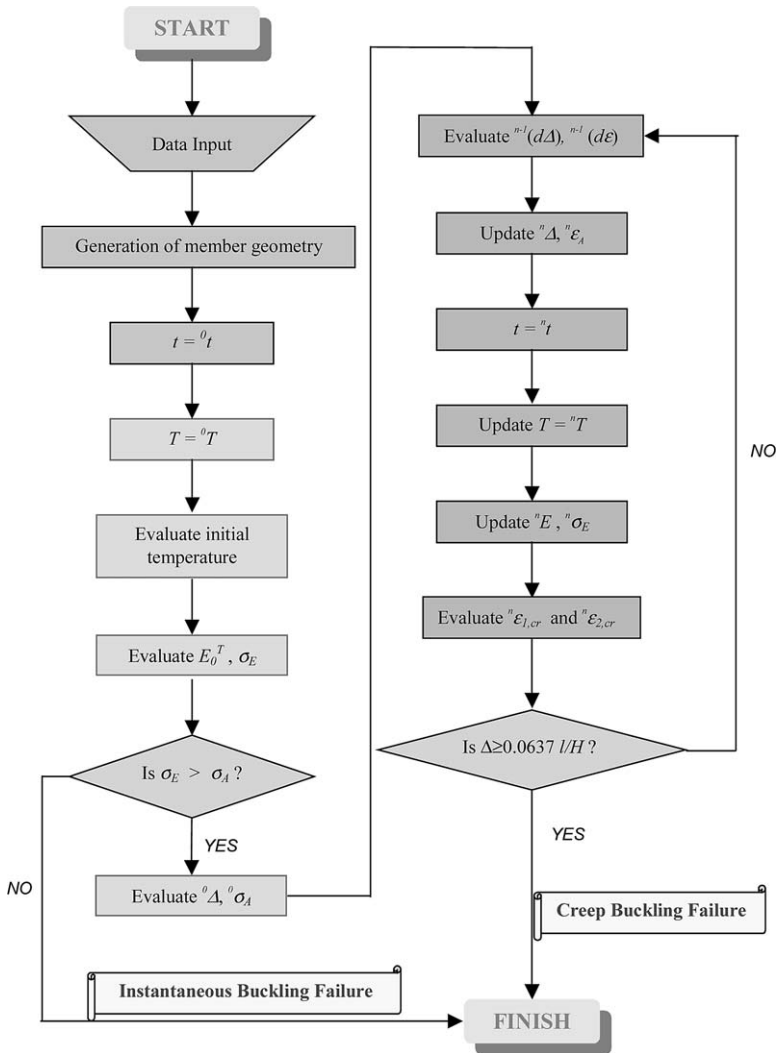 START
Data Input
Generation of member geometry
t = ⁰t
T = ⁰T
Evaluate initial
temperature
Evaluate E₀ᵀ , σ_E
Is σ_E > σ_A ?
YES
NO
Evaluate ⁰Δ, ⁰σ_A
Instantaneous Buckling Failure
Evaluate ⁿ⁻¹(dΔ), ⁿ⁻¹ (dε)
Update ⁿΔ, ⁿε_A
t = ⁿt
Update T = ⁿT
Update ⁿE , ⁿσ_E
Evaluate ⁿε₁,cr and ⁿε₂,cr
Is Δ≥0.0637 l/H ?
NO
YES
Creep Buckling Failure
FINISH